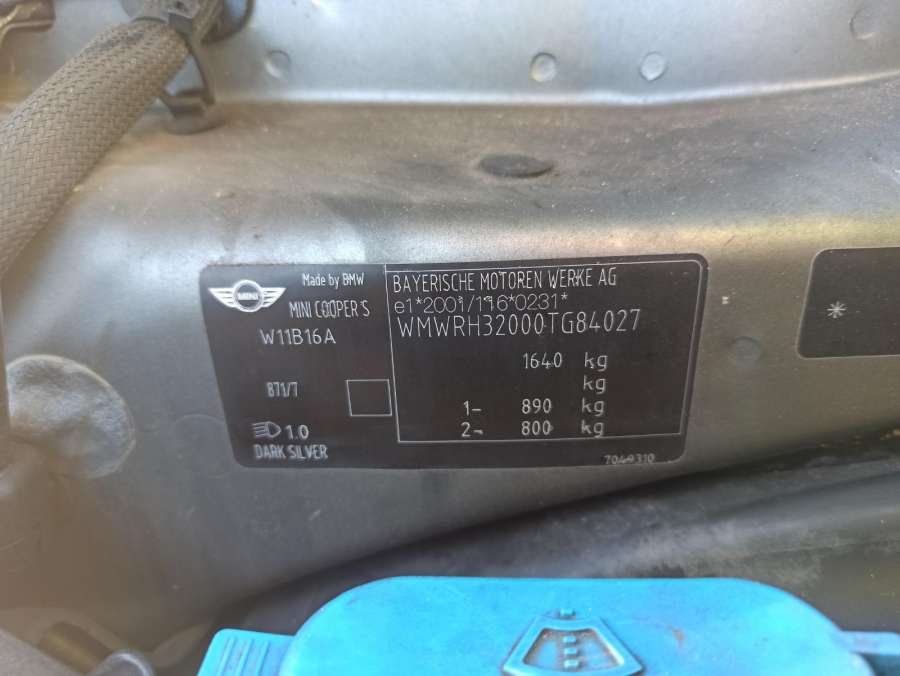 MINI
Made by BMW
MINI COOPER S
W11B16A
871/7
1.0
DARK SILVER
BAYERISCHE MOTOREN WERKE AG
e1*2001/116*0231*
WMWRH32000TG84027
1640 kg
kg
1- 890 kg
2- 800 kg
7049310
*